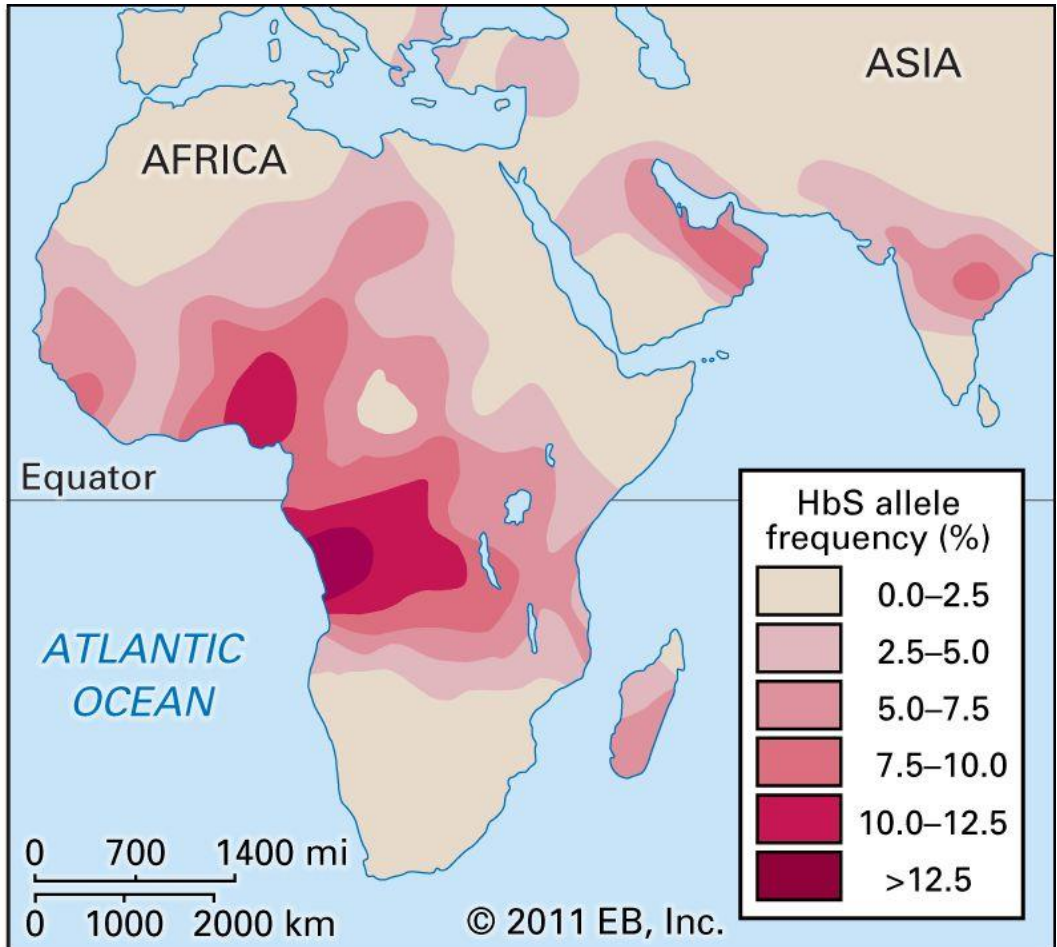 ASIA
AFRICA
Equator
ATLANTIC
OCEAN
HbS allele
frequency (%)
0.0–2.5
2.5–5.0
5.0–7.5
7.5–10.0
10.0–12.5
>12.5
0 700 1400 mi
0 1000 2000 km
© 2011 EB, Inc.